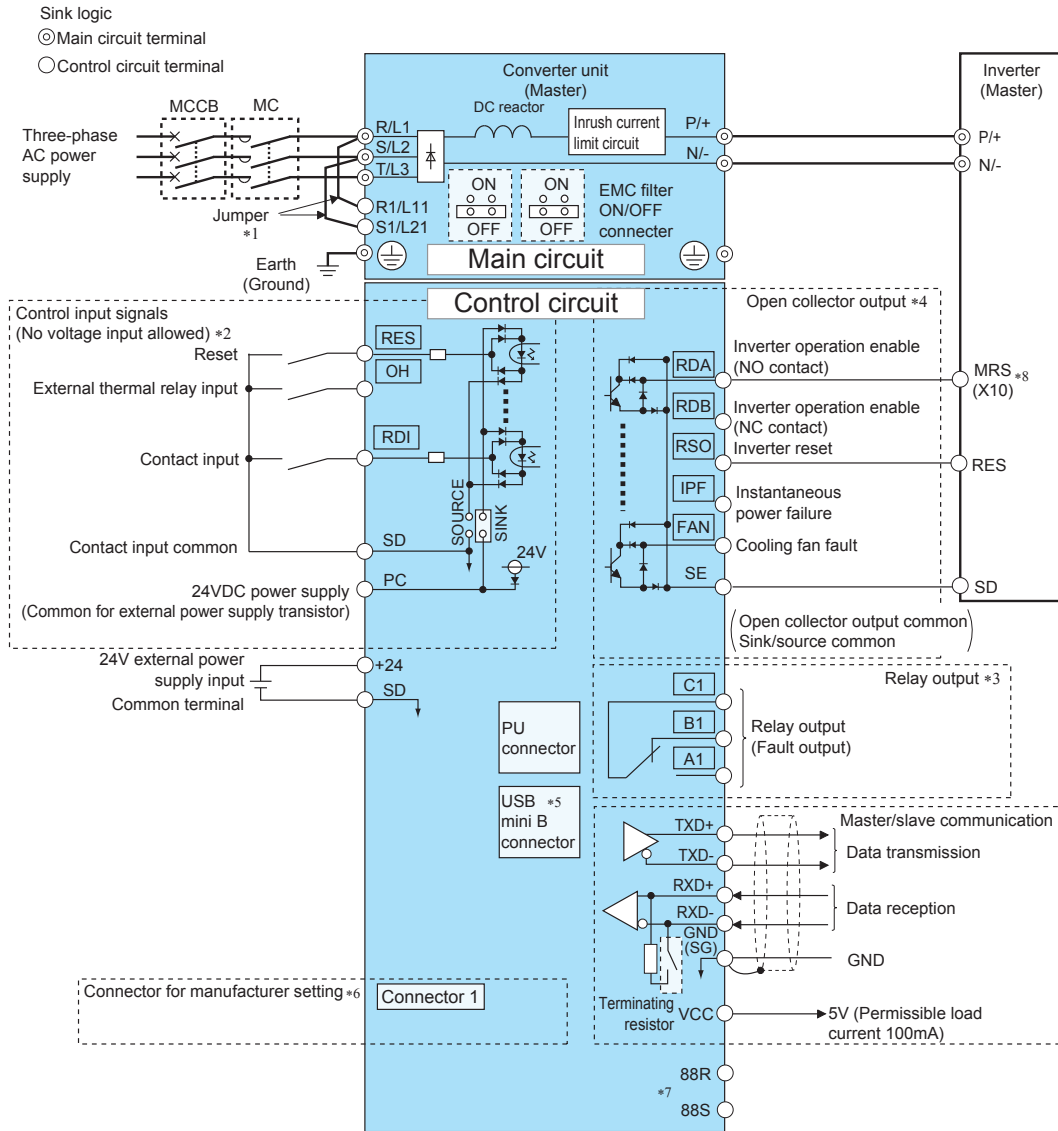 Sink logic
Main circuit terminal
Control circuit terminal
MCCB
MC
Three-phase
AC power
supply
Jumper
*1
Earth
(Ground)
Converter unit
(Master)
DC reactor
Inrush current
limit circuit
R/L1
S/L2
T/L3
R1/L11
S1/L21
P/+
N/-
ON
OFF
ON
OFF
EMC filter
ON/OFF
connecter
Main circuit
Inverter
(Master)
P/+
N/-
Control circuit
Control input signals
(No voltage input allowed) *2
Reset
External thermal relay input
Contact input
Contact input common
24VDC power supply
(Common for external power supply transistor)
RES
OH
RDI
SD
PC
SOURCE
SINK
24V
24V external power
supply input
Common terminal
+24
SD
Open collector output *4
RDA
RDB
RSO
IPF
FAN
SE
Inverter operation enable
(NO contact)
Inverter operation enable
(NC contact)
Inverter reset
Instantaneous
power failure
Cooling fan fault
(Open collector output common
Sink/source common)
MRS *8
(X10)
RES
SD
Relay output *3
C1
B1
A1
Relay output
(Fault output)
PU
connector
USB *5
mini B
connector
Master/slave communication
TXD+
TXD-
RXD+
RXD-
GND
(SG)
Data transmission
Data reception
GND
Terminating
resistor
VCC
5V (Permissible load
current 100mA)
Connector for manufacturer setting *6
Connector 1
88R
*7
88S